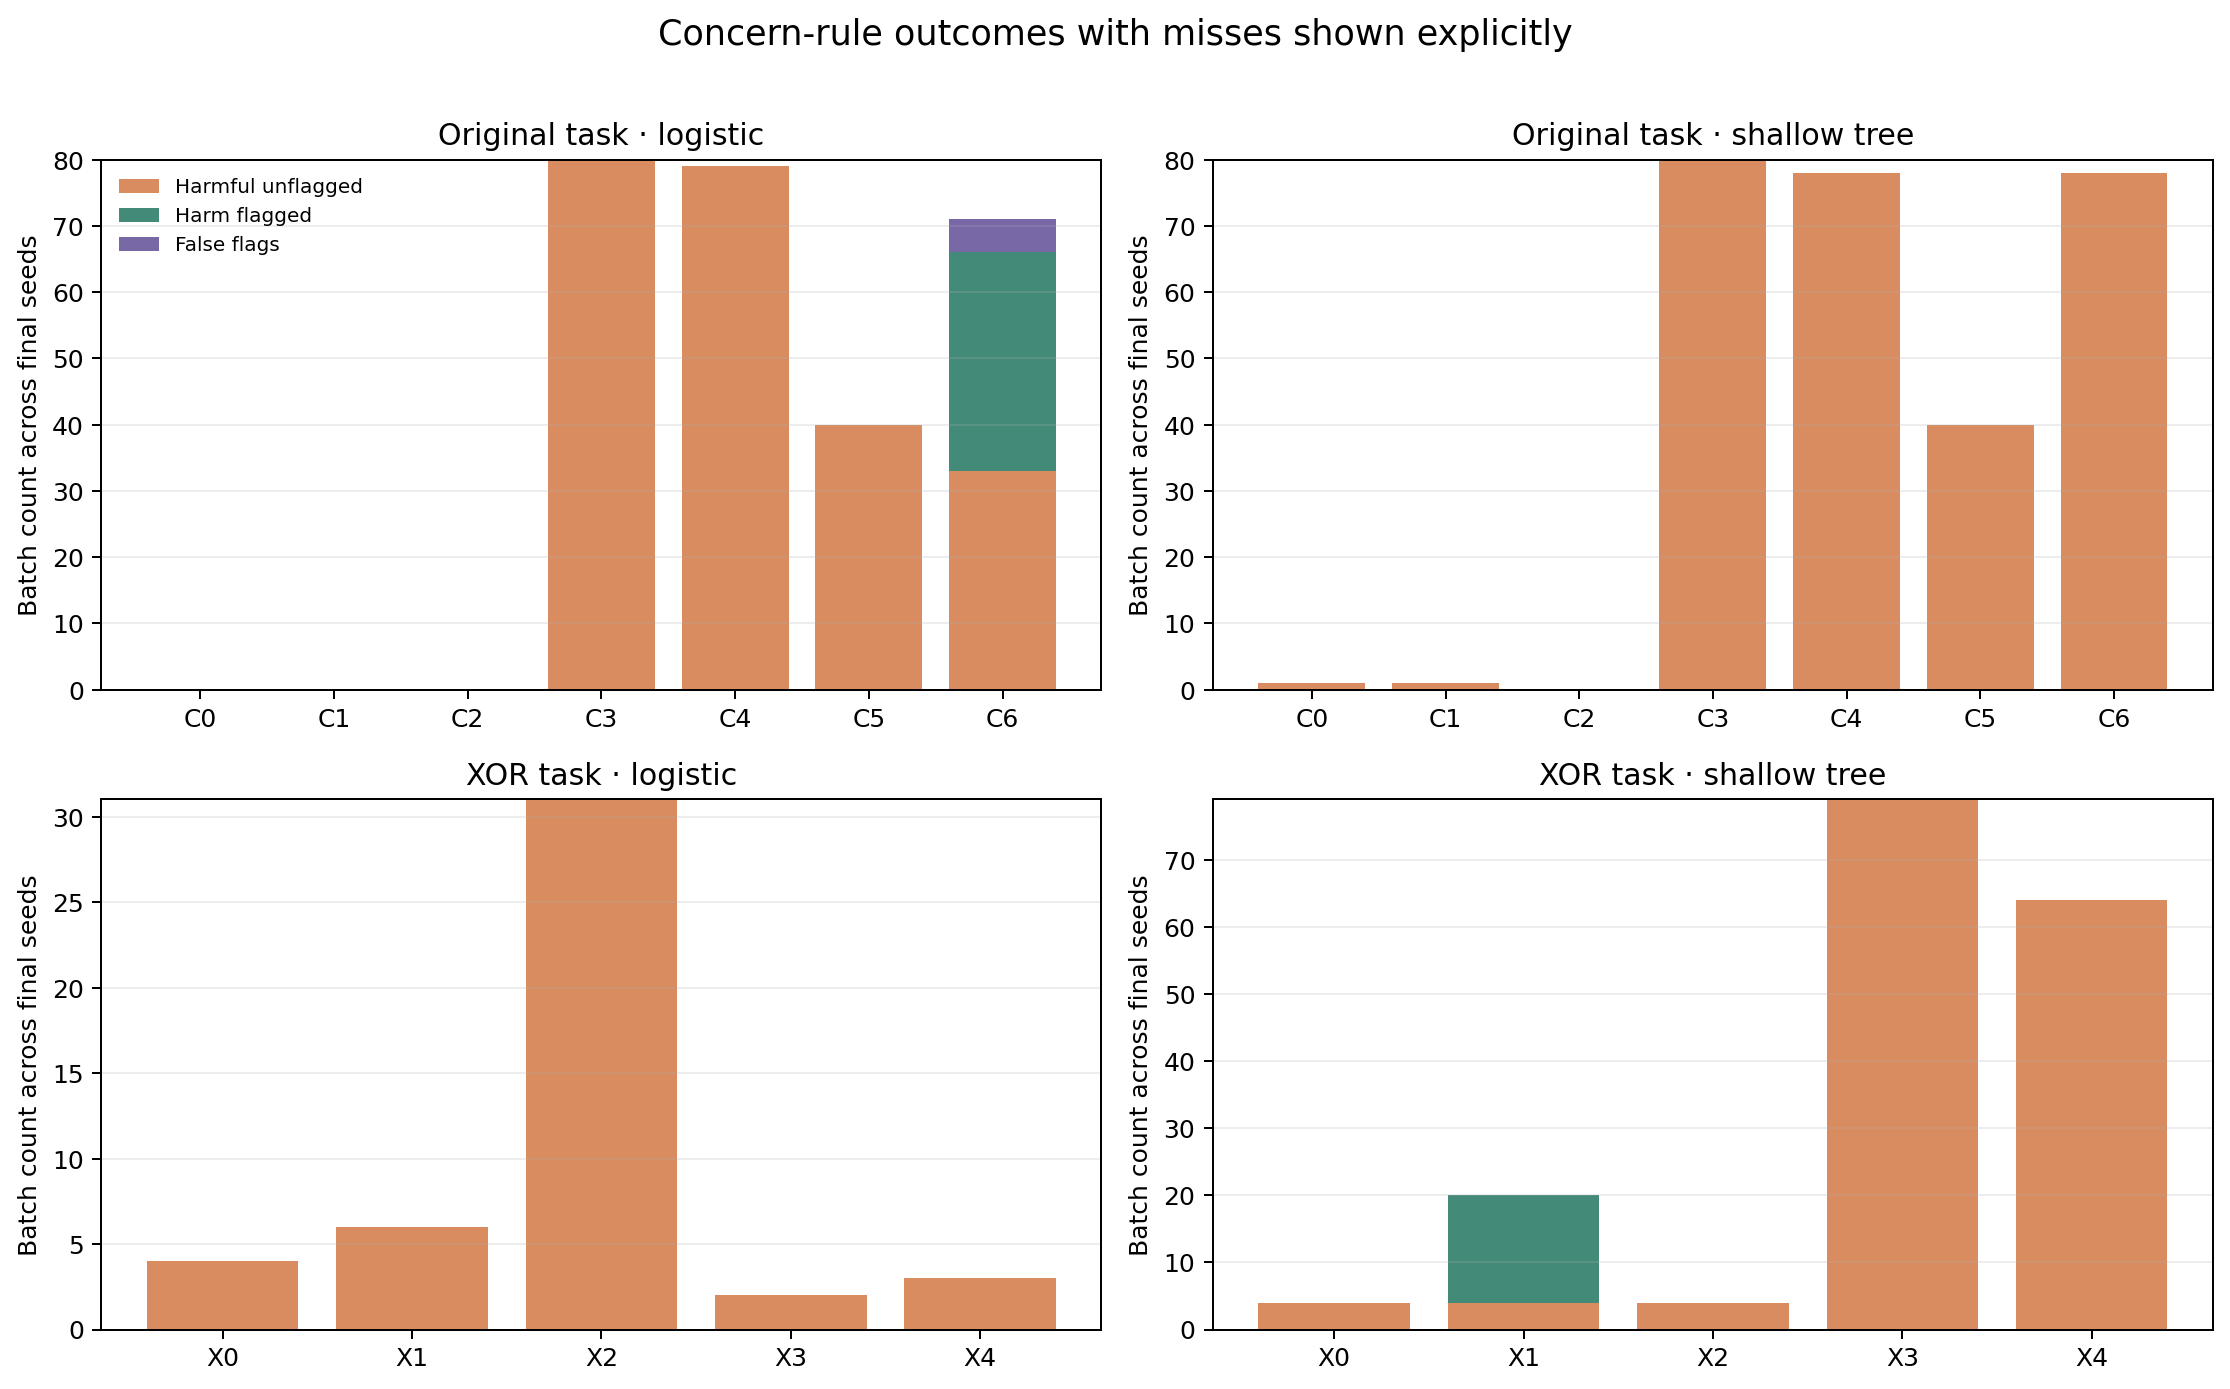 Concern-rule outcomes with misses shown explicitly
Original task · logistic
Batch count across final seeds
80
70
60
50
40
30
20
10
0
Harmful unflagged
Harm flagged
False flags
C0 C1 C2 C3 C4 C5 C6
Original task · shallow tree
Batch count across final seeds
80
70
60
50
40
30
20
10
0
C0 C1 C2 C3 C4 C5 C6
XOR task · logistic
Batch count across final seeds
30
25
20
15
10
5
0
X0 X1 X2 X3 X4
XOR task · shallow tree
Batch count across final seeds
70
60
50
40
30
20
10
0
X0 X1 X2 X3 X4